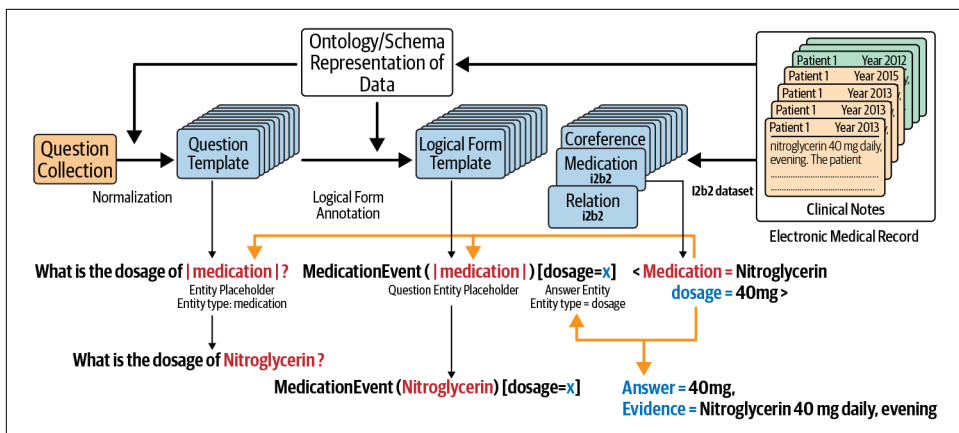 Ontology/Schema
Representation of
Data
Patient 1 Year 2012
Patient 1 Year 2015
Patient 1 Year 2013
Patient 1 Year 2013
Patient 1 Year 2013
nitroglycerin 40 mg daily,
evening. The patient
Clinical Notes
Electronic Medical Record
Question
Collection
Normalization
Question
Template
Logical Form
Annotation
Logical Form
Template
Coreference
Medication
i2b2
Relation
i2b2
I2b2 dataset
What is the dosage of |medication|?
Entity Placeholder
Entity type: medication
MedicationEvent (|medication|) [dosage=x]
Question Entity Placeholder
Answer Entity
Entity type = dosage
< Medication = Nitroglycerin
dosage = 40mg >
What is the dosage of Nitroglycerin ?
MedicationEvent (Nitroglycerin) [dosage=x]
Answer = 40mg,
Evidence = Nitroglycerin 40 mg daily, evening